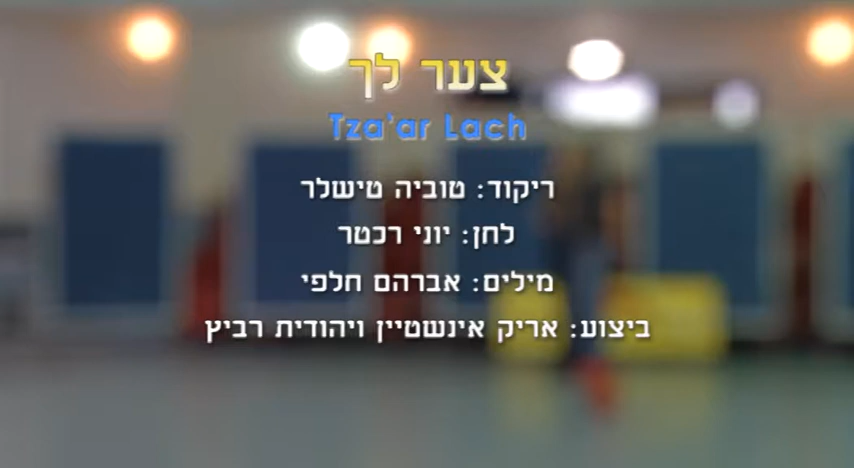 צער לך
Tza'ar Lach
ריקוד: טוביה טישלר
לחן: יוני רכטר
מילים: אברהם חלפי
ביצוע: אריק אינשטיין ויהודית רביץ